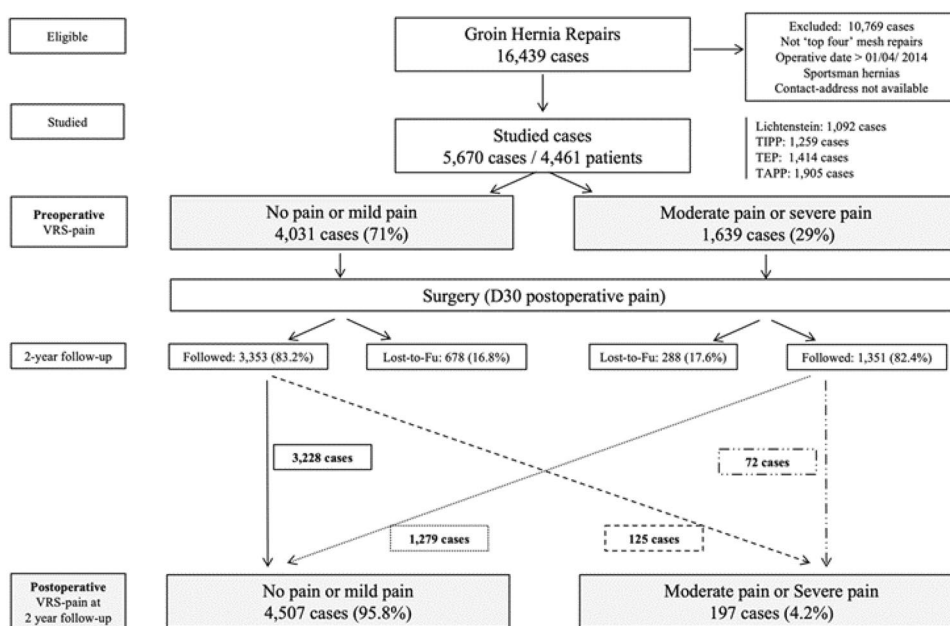 Eligible
Groin Hernia Repairs
16,439 cases
Excluded: 10,769 cases
Not ‘top four’ mesh repairs
Operative date > 01/04/ 2014
Sportsman hernias
Contact-address not available
Studied
Studied cases
5,670 cases / 4,461 patients
Lichtenstein: 1,092 cases
TIPP: 1,259 cases
TEP: 1,414 cases
TAPP: 1,905 cases
Preoperative
VRS-pain
No pain or mild pain
4,031 cases (71%)
Moderate pain or severe pain
1,639 cases (29%)
Surgery (D30 postoperative pain)
2-year follow-up
Followed: 3,353 (83.2%)
Lost-to-Fu: 678 (16.8%)
Lost-to-Fu: 288 (17.6%)
Followed: 1,351 (82.4%)
3,228 cases
72 cases
1,279 cases
125 cases
Postoperative
VRS-pain at
2 year follow-up
No pain or mild pain
4,507 cases (95.8%)
Moderate pain or Severe pain
197 cases (4.2%)